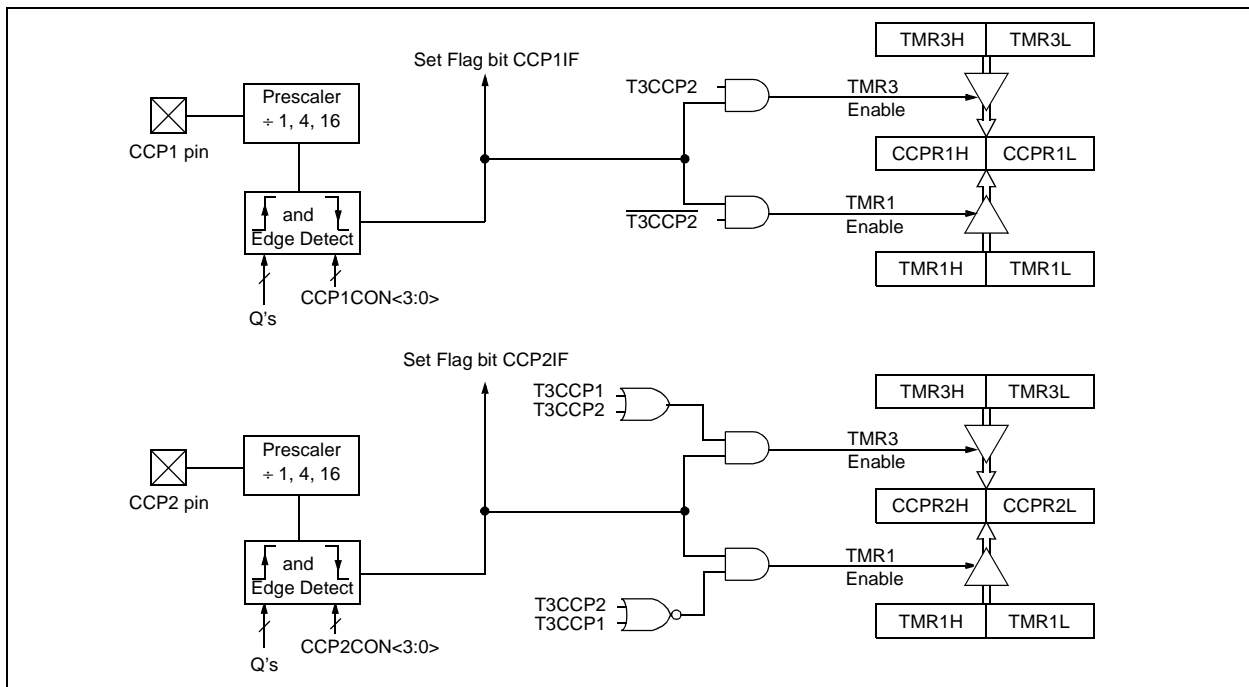 TMR3H TMR3L
Set Flag bit CCP1IF
T3CCP2
TMR3
Enable
Prescaler
÷ 1, 4, 16
CCP1 pin
CCPR1H CCPR1L
and
Edge Detect
T3CCP2
TMR1
Enable
TMR1H TMR1L
CCP1CON<3:0>
Q's
Set Flag bit CCP2IF
TMR3H TMR3L
T3CCP1
T3CCP2
TMR3
Enable
Prescaler
÷ 1, 4, 16
CCP2 pin
CCPR2H CCPR2L
and
Edge Detect
TMR1
Enable
T3CCP2
T3CCP1
TMR1H TMR1L
CCP2CON<3:0>
Q's